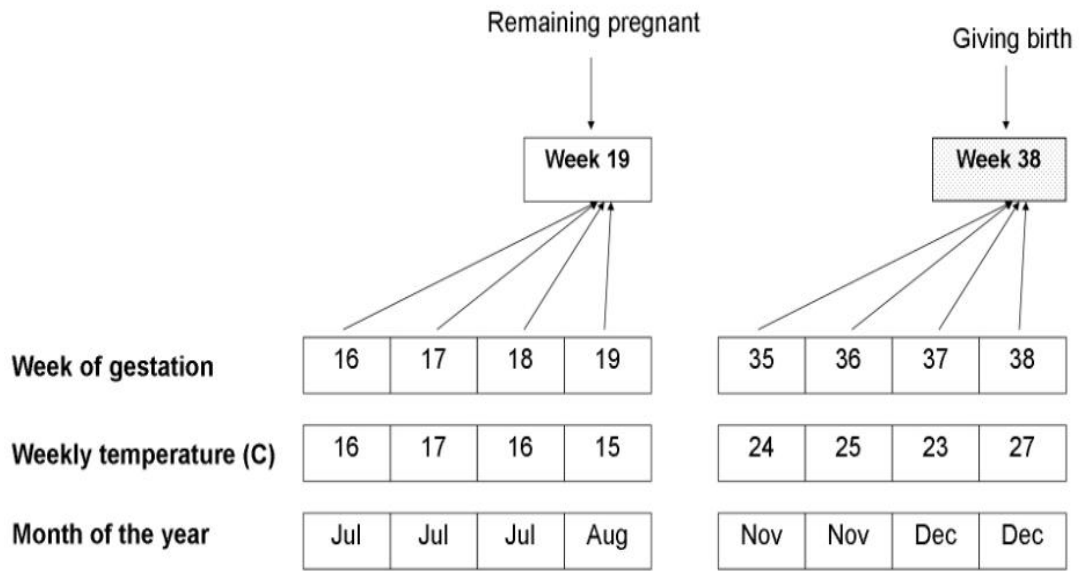 Remaining pregnant
Giving birth
Week 19
Week 38
Week of gestation 16 17 18 19 35 36 37 38
Weekly temperature (C) 16 17 16 15 24 25 23 27
Month of the year Jul Jul Jul Aug Nov Nov Dec Dec